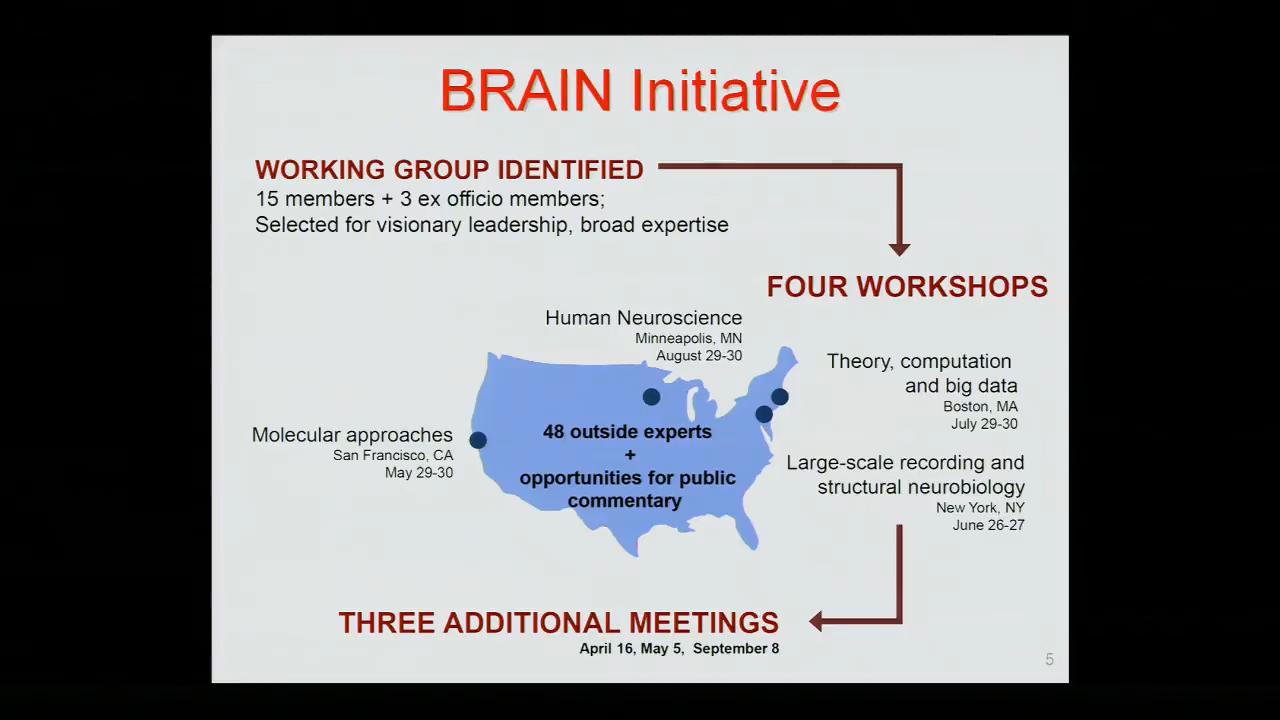 BRAIN Initiative
WORKING GROUP IDENTIFIED
15 members + 3 ex officio members;
Selected for visionary leadership, broad expertise
FOUR WORKSHOPS
Human Neuroscience
Minneapolis, MN
August 29-30
Theory, computation
and big data
Boston, MA
July 29-30
Molecular approaches
San Francisco, CA
May 29-30
48 outside experts
+
opportunities for public
commentary
Large-scale recording and
structural neurobiology
New York, NY
June 26-27
THREE ADDITIONAL MEETINGS
April 16, May 5, September 8
5